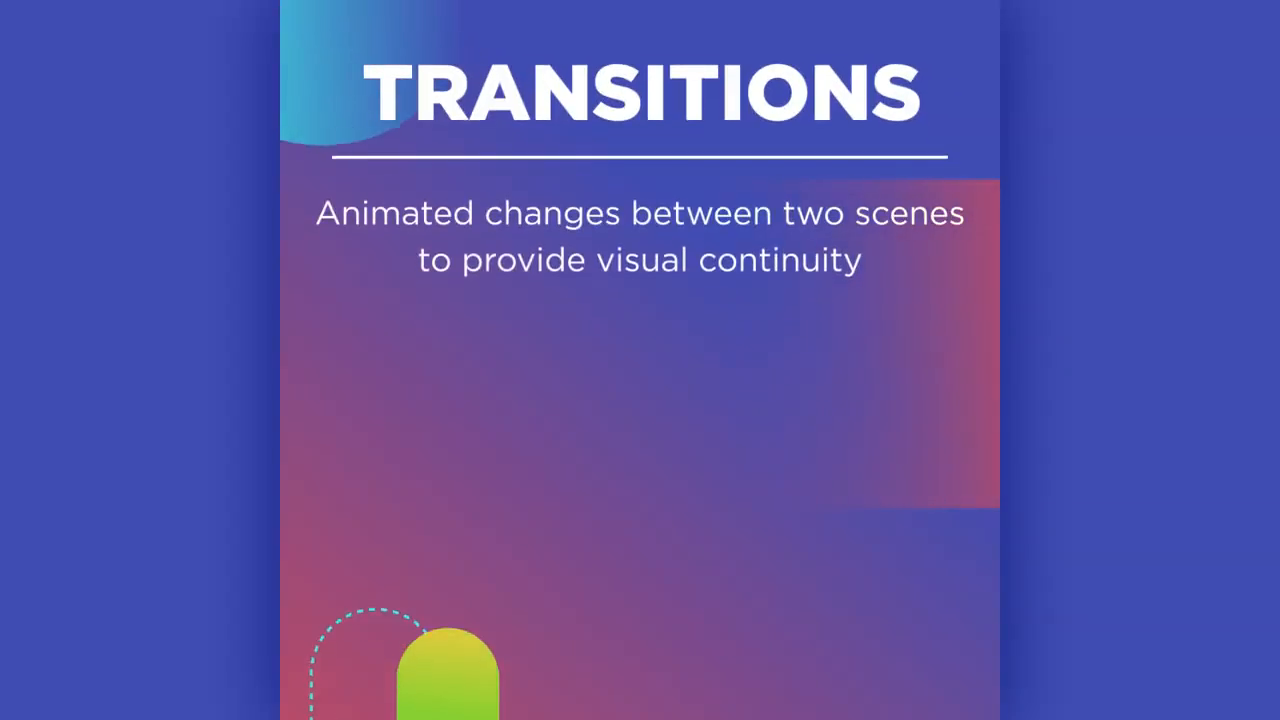 TRANSITIONS
Animated changes between two scenes
to provide visual continuity